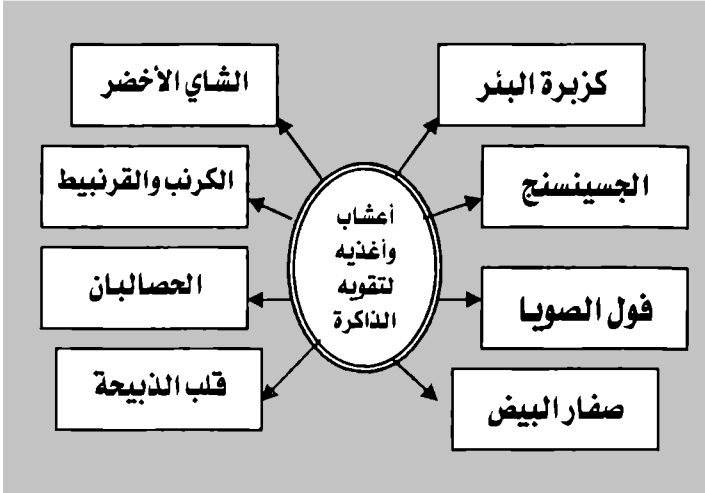 كزبرة البئر
الشاي الأخضر
الجسينسنج
الكرنب والقرنبيط
أعشاب
وأغذيه
لتقويه
الذاكرة
فول الصويا
الحصالبان
صفار البيض
قلب الذبيحة